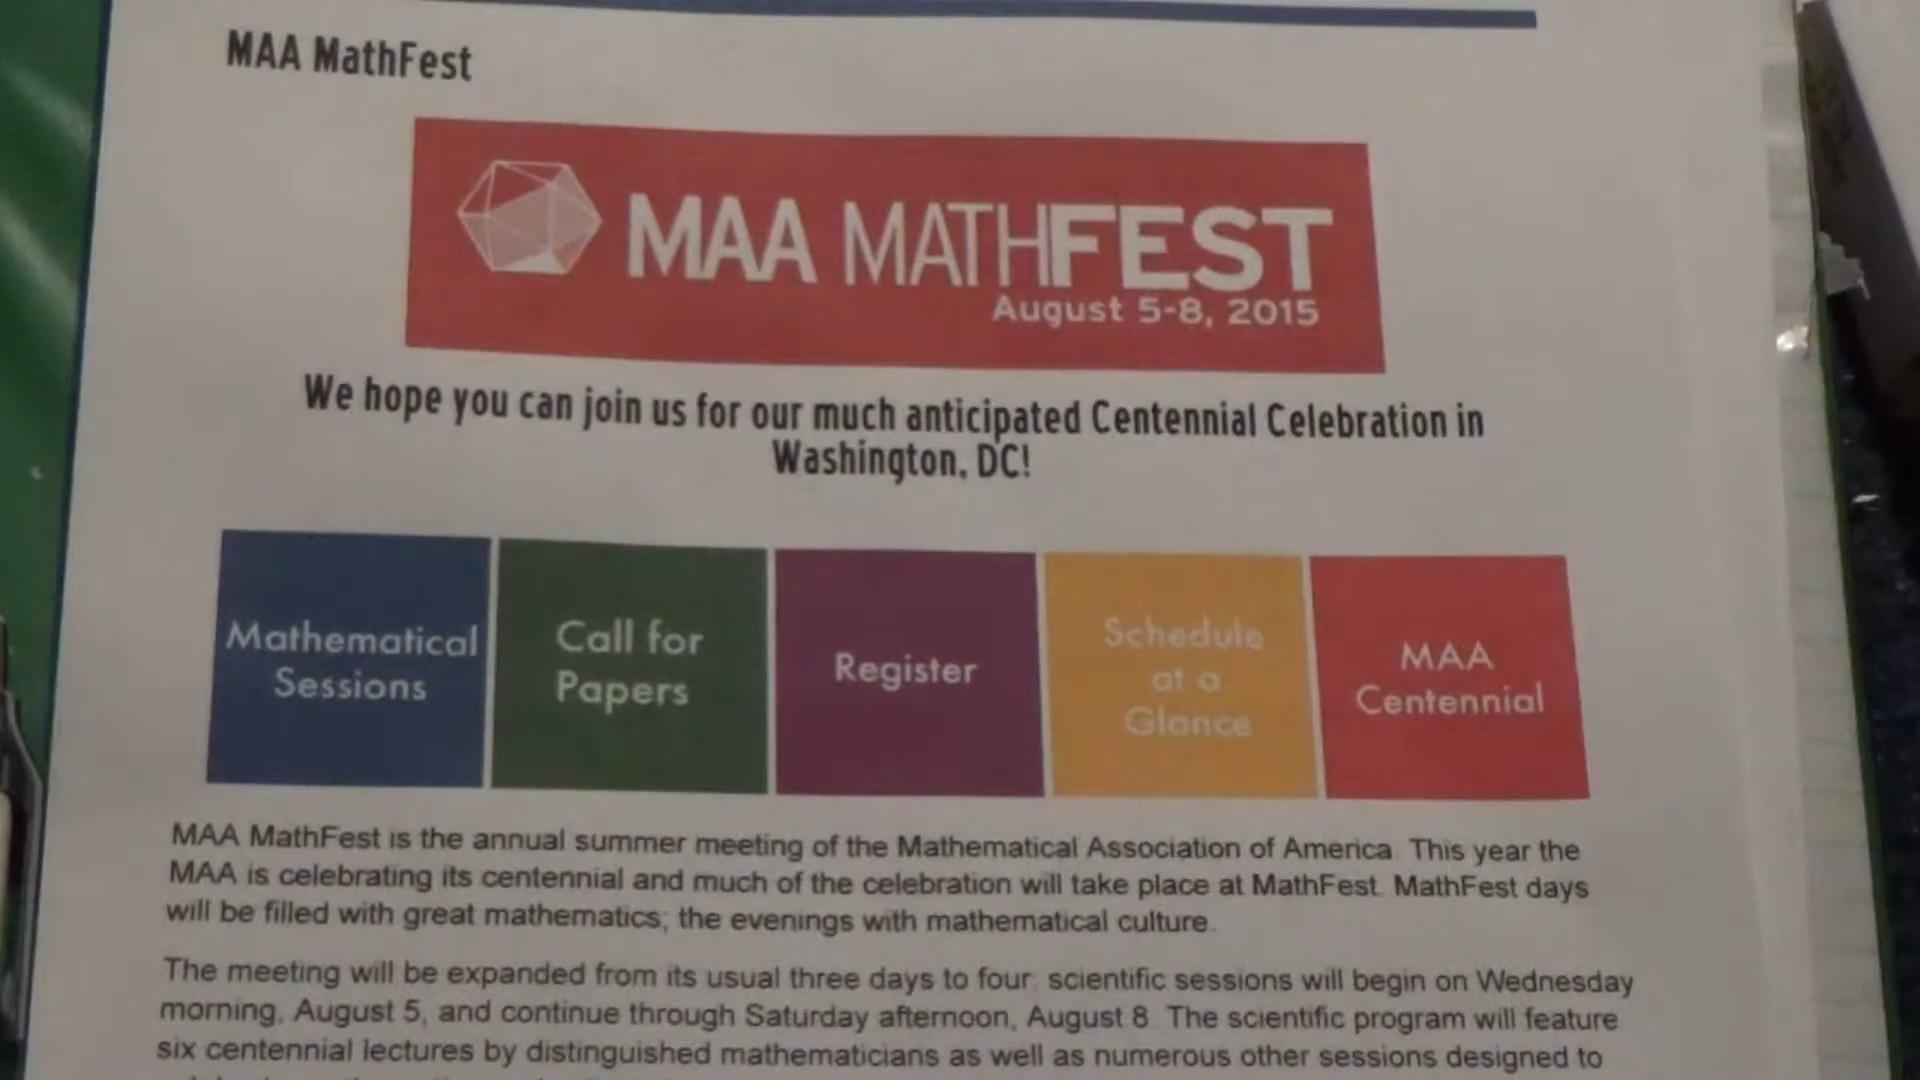 MAA MathFest
MAA MATHFEST
August 5-8, 2015
We hope you can join us for our much anticipated Centennial Celebration in
Washington, DC!
Mathematical
Sessions
Call for
Papers
Register
Schedule
at a
Glance
MAA
Centennial
MAA MathFest is the annual summer meeting of the Mathematical Association of America. This year the
MAA is celebrating its centennial and much of the celebration will take place at MathFest. MathFest days
will be filled with great mathematics; the evenings with mathematical culture.
The meeting will be expanded from its usual three days to four: scientific sessions will begin on Wednesday
morning, August 5, and continue through Saturday afternoon, August 8. The scientific program will feature
six centennial lectures by distinguished mathematicians as well as numerous other sessions designed to